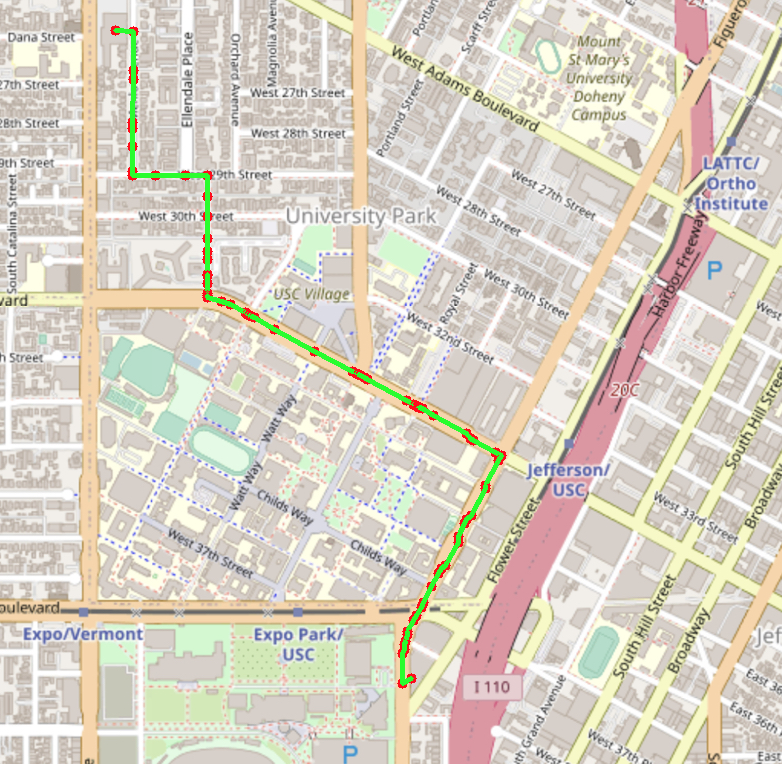 Dana Street
27th Street
28th Street
9th Street
South Catalina Street
vard
h Street
Ellendale Place
Orchard Avenue
Magnolia Aven
West 27th Street
West 28th Street
29th Street
West 30th Street
University Park
USC Village
Portland
Scarff Street
West Adams Boulevard
Portland Street
Mount
St Mary's
University
Doheny
Campus
Figuero
LATTC/
Ortho
Institute
West 27th Street
West 28th Street
West 30th Street
Royal Street
West 32nd Street
Harbor Freeway
P
20C
South Hill Street
Broadway
Jefferson/
USC
West 33rd Street
Flower Street
Watt Way
Watt Way
Childs Way
Childs Way
West 37th Street
oulevard
Expo/Vermont
Expo Park/
USC
I 110
South Hill Street
Broadway
South Grand Avenue
West 37th Pl
East 36th
East 36
Jef
P